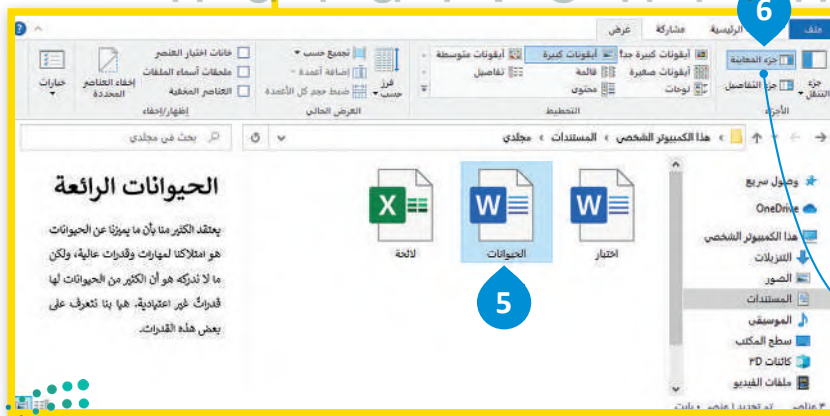 6
ملف
الرئيسية
مشاركة
عرض
جزء التنقل
جزء المعاينة
جزء التفاصيل
الأجزاء
أيقونات كبيرة جدا
أيقونات كبيرة
أيقونات متوسطة
أيقونات صغيرة
قائمة
تفاصيل
لوحات
محتوى
التخطيط
فرز حسب
تجميع حسب
إضافة أعمدة
ضبط حجم كل الأعمدة
العرض الحالي
خانات اختيار العنصر
ملحقات أسماء الملفات
العناصر المخفية
إخفاء العناصر المحددة
إظهار/إخفاء
خيارات
هذا الكمبيوتر الشخصي › المستندات › مجلدي
بحث في مجلدي
وصول سريع
OneDrive
هذا الكمبيوتر الشخصي
التنزيلات
الصور
المستندات
الموسيقى
سطح المكتب
كائنات 3D
ملفات الفيديو
اختبار
الحيوانات
لائحة
5
الحيوانات الرائعة
يعتقد الكثير منا بأن ما يميزنا عن الحيوانات
هو امتلاكنا لمهارات وقدرات عالية، ولكن
ما لا ندركه هو أن الكثير من الحيوانات لها
قدراتٌ غير اعتيادية. هيا بنا نتعرف على
بعض هذه القدرات.